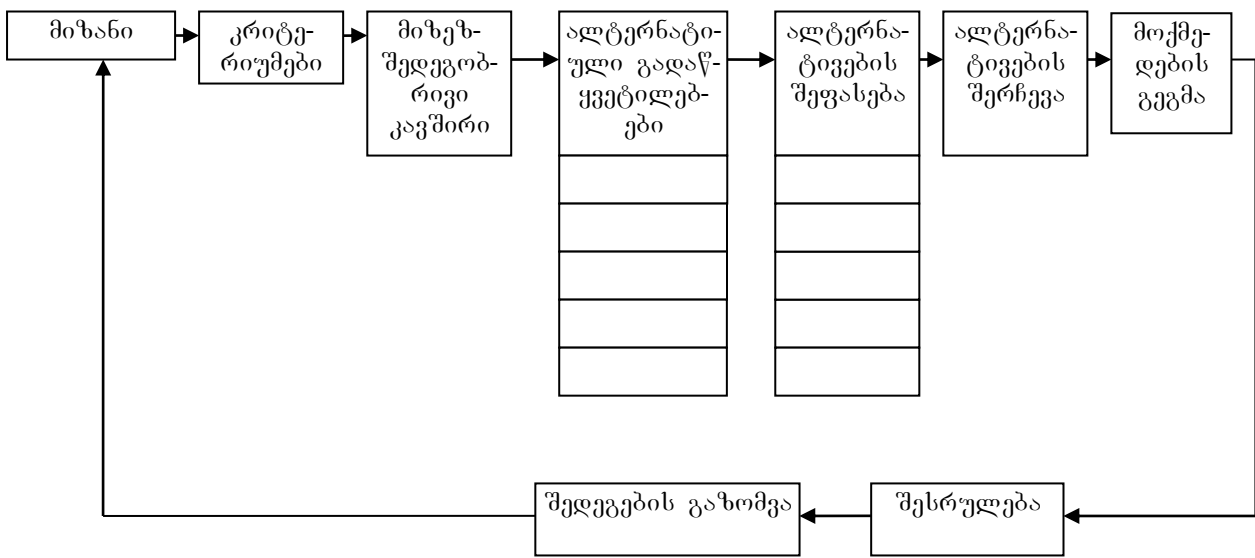 მიზანი
კრიტე-
რიუმები
მიზეზ-
შედეგობ-
რივი
კავშირი
ალტერნატი-
ული გადაწ-
ყვეტილებ-
ები
ალტერნა-
ტივების
შეფასება
ალტერნა-
ტივების
შერჩევა
მოქმე-
დების
გეგმა
შედეგების გაზომვა
შესრულება